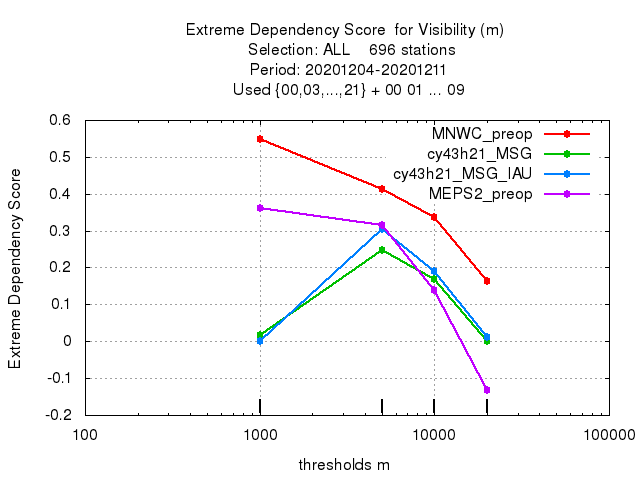 Extreme Dependency Score  for Visibility (m)
Selection: ALL    696 stations
Period: 20201204-20201211
Used {00,03,...,21} + 00 01 ... 09
Extreme Dependency Score
0.6
0.5
0.4
0.3
0.2
0.1
0
-0.1
-0.2
MNWC_preop
cy43h21_MSG
cy43h21_MSG_IAU
MEPS2_preop
100 1000 10000 100000
thresholds m